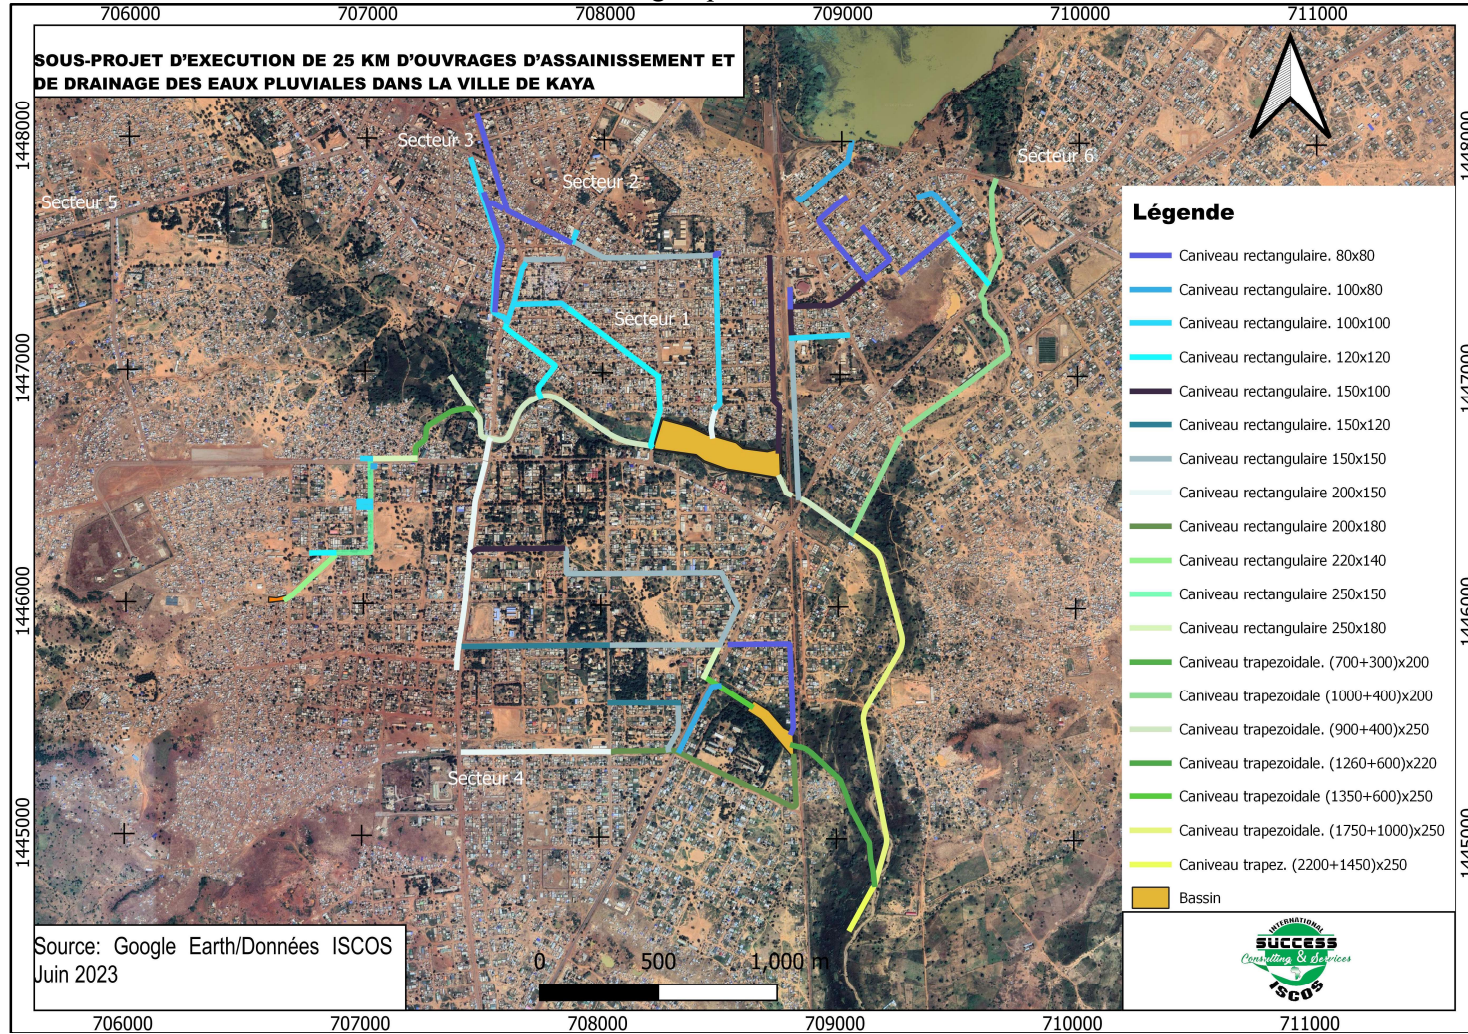 706000 707000 708000 709000 710000 711000
SOUS-PROJET D'EXECUTION DE 25 KM D'OUVRAGES D'ASSAINISSEMENT ET
DE DRAINAGE DES EAUX PLUVIALES DANS LA VILLE DE KAYA
1448000
1448000
Secteur 3
Secteur 6
Secteur 2
Secteur 5
Légende
Caniveau rectangulaire. 80x80
Caniveau rectangulaire. 100x80
Caniveau rectangulaire. 100x100
Caniveau rectangulaire. 120x120
Caniveau rectangulaire. 150x100
Caniveau rectangulaire. 150x120
Caniveau rectangulaire 150x150
Caniveau rectangulaire 200x150
Caniveau rectangulaire 200x180
Caniveau rectangulaire 220x140
Caniveau rectangulaire 250x150
Caniveau rectangulaire 250x180
Caniveau trapezoidale. (700+300)x200
Caniveau trapezoidale (1000+400)x200
Caniveau trapezoidale. (900+400)x250
Caniveau trapezoidale. (1260+600)x220
Caniveau trapezoidale (1350+600)x250
Caniveau trapezoidale. (1750+1000)x250
Caniveau trapez. (2200+1450)x250
Bassin
Secteur 1
1447000
1447000
1446000
1446000
Secteur 4
1445000
1445000
Source: Google Earth/Données ISCOS
Juin 2023
0 500 1,000 m
INTERNATIONAL
SUCCESS
Consulting & Services
ISCOS
706000 707000 708000 709000 710000 711000